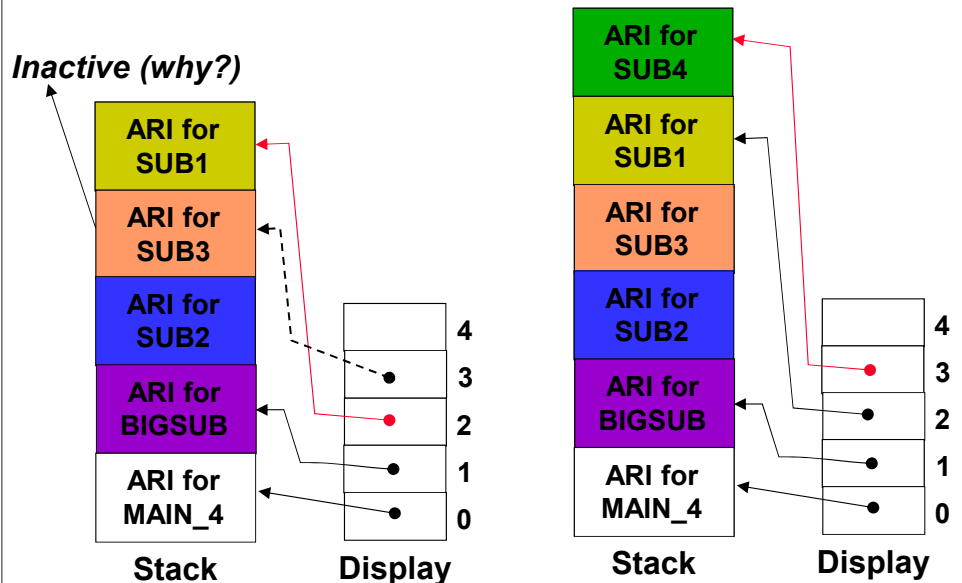 Inactive (why?)
ARI for
SUB1
ARI for
SUB3
ARI for
SUB2
ARI for
BIGSUB
ARI for
MAIN_4
Stack
4
3
2
1
0
Display
ARI for
SUB4
ARI for
SUB1
ARI for
SUB3
ARI for
SUB2
ARI for
BIGSUB
ARI for
MAIN_4
Stack
4
3
2
1
0
Display